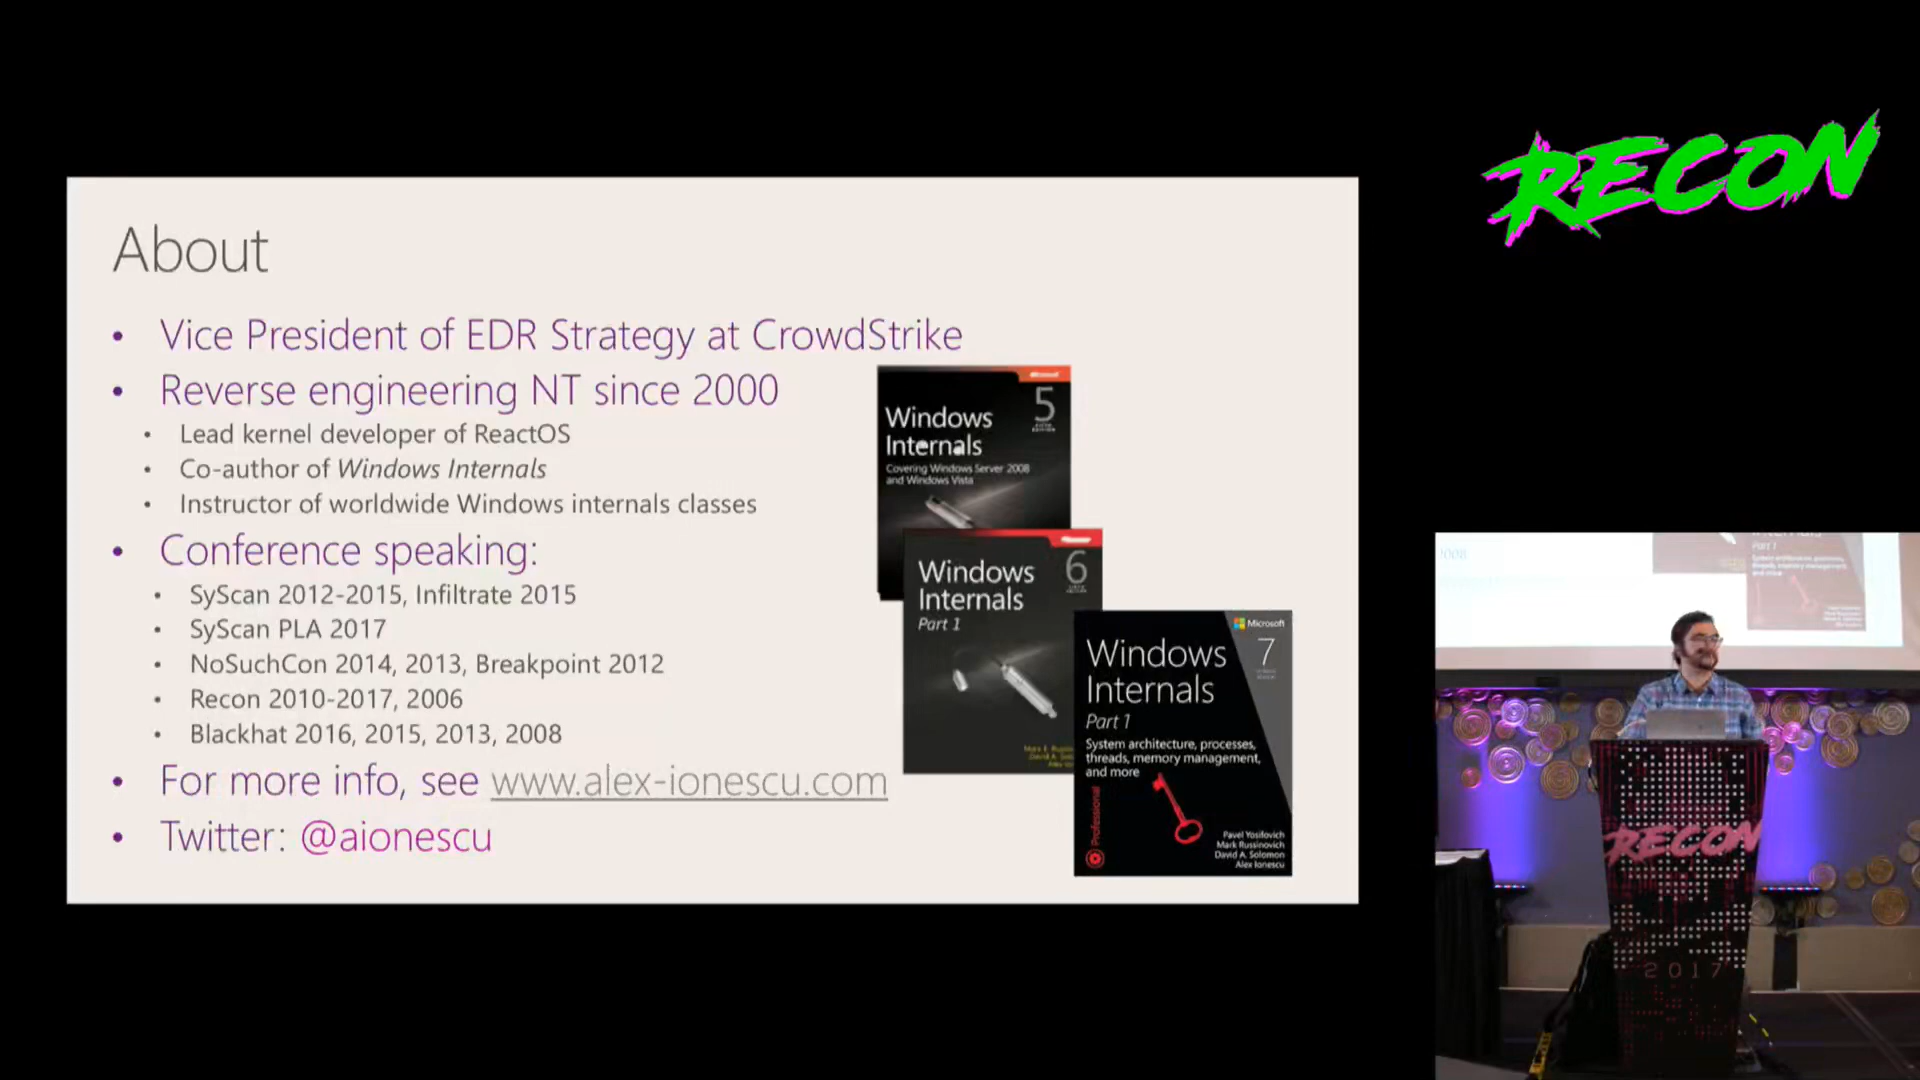 RECON
About
• Vice President of EDR Strategy at CrowdStrike
• Reverse engineering NT since 2000
• Lead kernel developer of ReactOS
• Co-author of Windows Internals
• Instructor of worldwide Windows internals classes
• Conference speaking:
• SyScan 2012-2015, Infiltrate 2015
• SyScan PLA 2017
• NoSuchCon 2014, 2013, Breakpoint 2012
• Recon 2010-2017, 2006
• Blackhat 2016, 2015, 2013, 2008
• For more info, see www.alex-ionescu.com
• Twitter: @aionescu
Microsoft
5
Windows
Internals
Covering Windows Server 2008
and Windows Vista
6
Windows
Internals
Part 1
Microsoft
7
Windows
Internals
Part 1
System architecture, processes,
threads, memory management,
and more
Professional
Pavel Yosifovich
Mark Russinovich
David A. Solomon
Alex Ionescu
2008
Part 1
RECON
2017